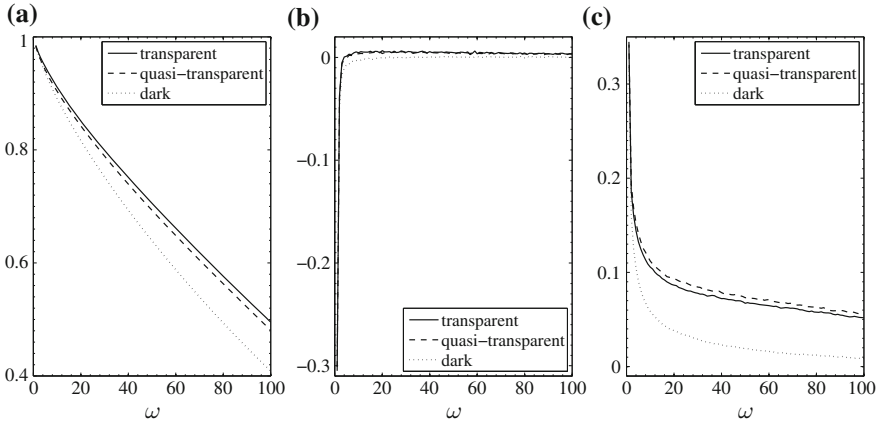 (a)
1
0.8
0.6
0.4
0 20 40 60 80 100
ω
transparent
quasi−transparent
dark
(b)
0
−0.1
−0.2
−0.3
0 20 40 60 80 100
ω
transparent
quasi−transparent
dark
(c)
0.3
0.2
0.1
0
0 20 40 60 80 100
ω
transparent
quasi−transparent
dark